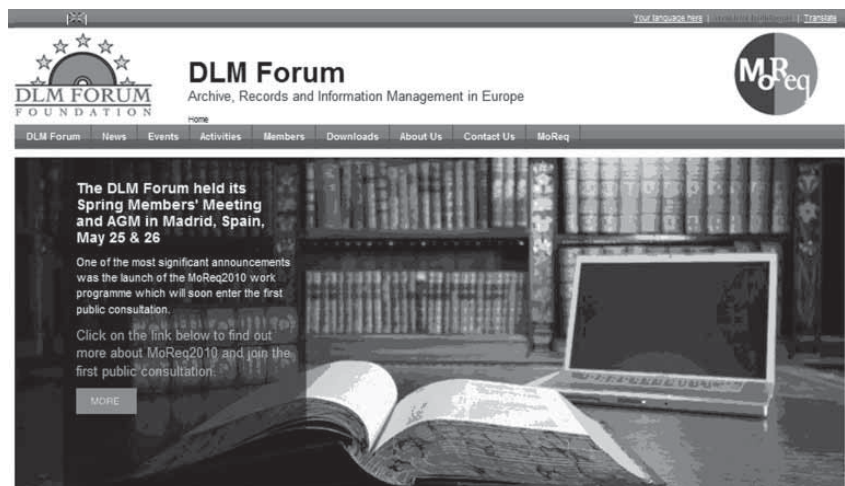 Your language here | | Translate
DLM FORUM
FOUNDATION
DLM Forum
Archive, Records and Information Management in Europe
MoReq
Home
DLM Forum News Events Activities Members Downloads About Us Contact Us MoReq
The DLM Forum held its
Spring Members' Meeting
and AGM in Madrid, Spain,
May 25 & 26
One of the most significant announcements
was the launch of the MoReq2010 work
programme which will soon enter the first
public consultation.
Click on the link below to find out
more about MoReq2010 and join the
first public consultation.
MORE